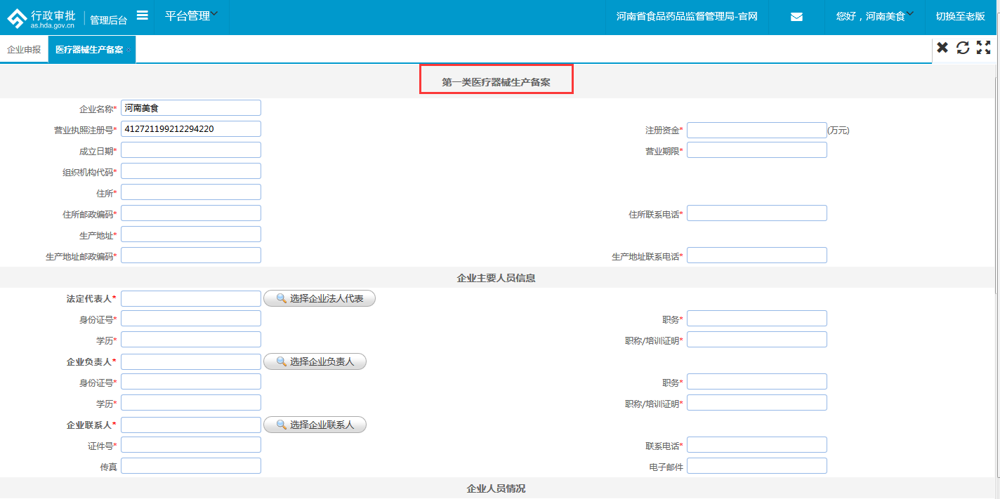 行政审批
as.hda.gov.cn
管理后台
平台管理
河南省食品药品监督管理局-官网
您好，河南美食
切换至老版
企业申报
医疗器械生产备案
第一类医疗器械生产备案
企业名称* 河南美食
营业执照注册号* 412721199212294220
注册资金* (万元)
成立日期*
营业期限*
组织机构代码*
住所*
住所邮政编码*
住所联系电话*
生产地址*
生产地址邮政编码*
生产地址联系电话*
企业主要人员信息
法定代表人* 选择企业法人代表
身份证号*
职务*
学历*
职称/培训证明*
企业负责人* 选择企业负责人
身份证号*
职务*
学历*
职称/培训证明*
企业联系人* 选择企业联系人
证件号*
联系电话*
传真
电子邮件
企业人员情况